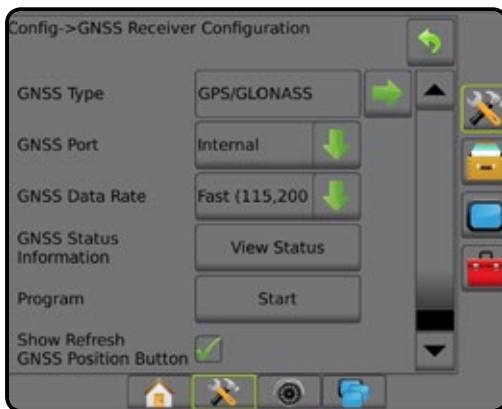 Config->GNSS Receiver Configuration
GNSS Type GPS/GLONASS
GNSS Port Internal
GNSS Data Rate Fast (115,200
GNSS Status
Information View Status
Program Start
Show Refresh
GNSS Position Button